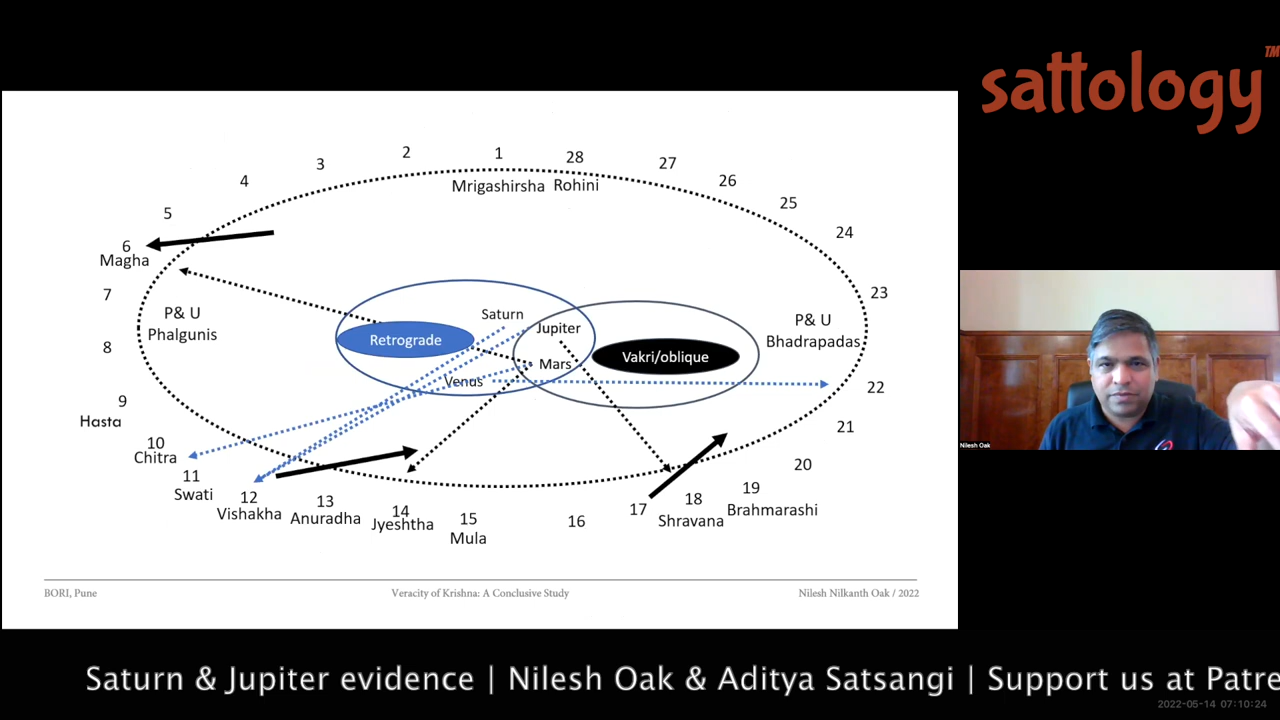 sattology TM
1
2
28
3
27
4
Mrigashirsha Rohini
26
5
25
24
6
Magha
7
23
P& U
Phalgunis
Saturn
Jupiter
P& U
Bhadrapadas
8
Retrograde
Mars
Vakri/oblique
Venus
22
9
Hasta
21
10
Chitra
11
Swati
20
12
Vishakha
13
Anuradha
14
Jyeshtha
15
Mula
16
17
18
Shravana
19
Brahmarashi
Nilesh Oak
BORI, Pune
Veracity of Krishna: A Conclusive Study
Nilesh Nilkanth Oak / 2022
Saturn & Jupiter evidence | Nilesh Oak & Aditya Satsangi | Support us at Patre
2022-05-14 07:10:24